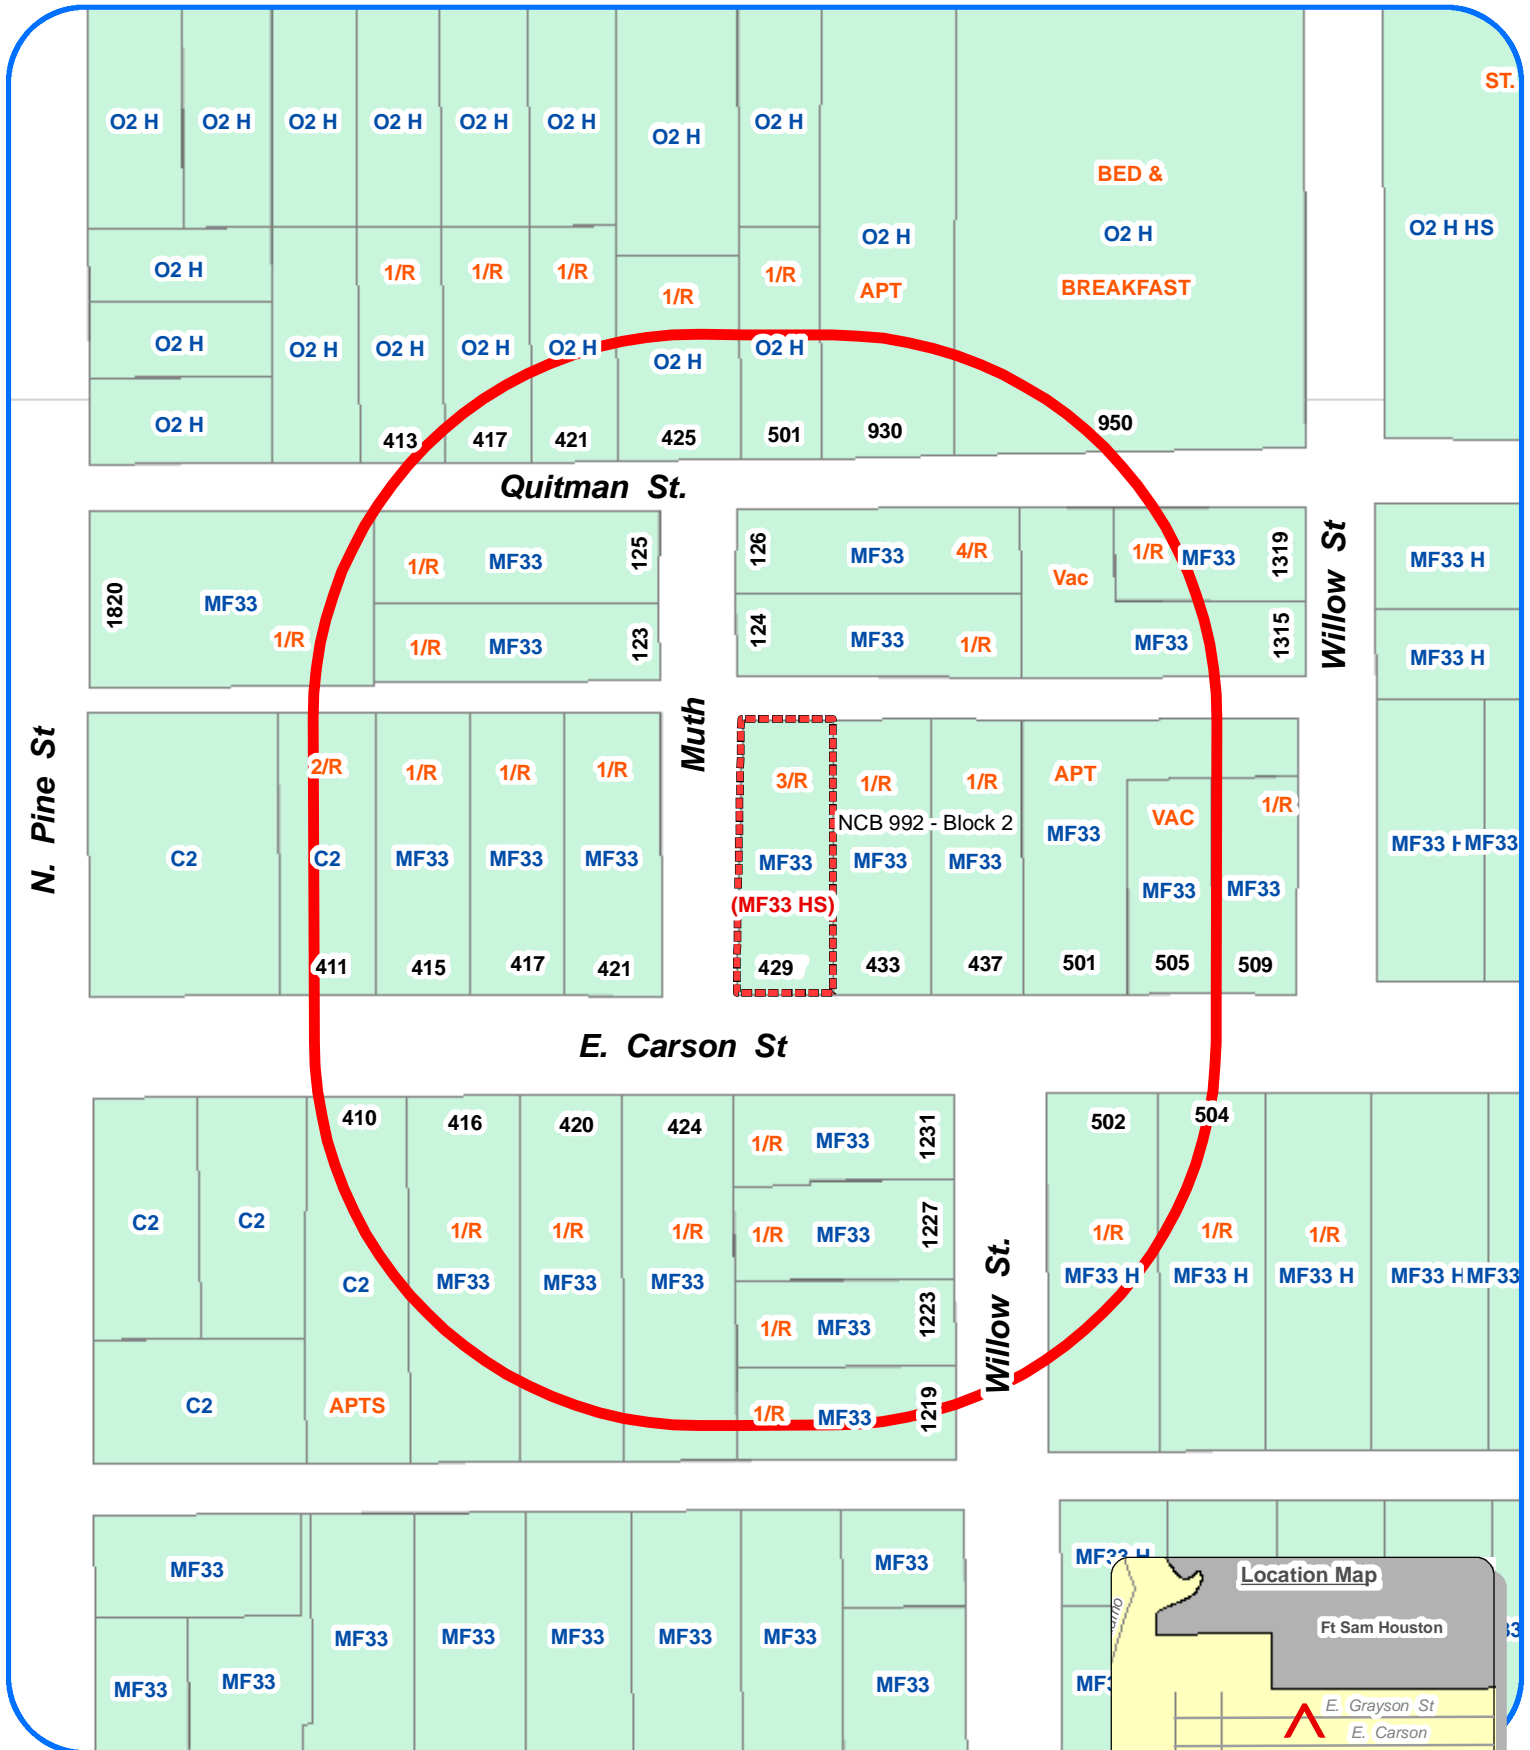 ST.
O2 H O2 H O2 H O2 H O2 H O2 H O2 H O2 H
BED &
O2 H O2 H O2 H HS
O2 H 1/R 1/R 1/R 1/R 1/R APT BREAKFAST
O2 H O2 H O2 H O2 H O2 H O2 H O2 H
O2 H 413 417 421 425 501 930 950
Quitman St.
1/R MF33 125 126 MF33 4/R Vac 1/R MF33 1319 MF33 H
1820 MF33 Willow St
1/R 1/R MF33 123 124 MF33 1/R MF33 1315 MF33 H
N. Pine St
Muth
2/R 1/R 1/R 1/R 3/R 1/R 1/R APT 1/R
NCB 992 - Block 2 VAC
C2 C2 MF33 MF33 MF33 MF33 MF33 MF33 MF33 MF33 MF33 MF33 MF33
(MF33 HS)
411 415 417 421 429 433 437 501 505 509
E. Carson St
410 416 420 424 1/R MF33 1231 502 504
C2 C2 1/R 1/R 1/R 1/R MF33 1227 1/R 1/R 1/R
C2 MF33 MF33 MF33 MF33 H MF33 H MF33 H MF33 H MF33
1/R MF33 1223 Willow St.
C2 APTS 1/R MF33 1219
MF33 MF33 MF33 H
MF33 MF33 MF33 MF33 MF33
MF33 MF33 MF33
Location Map
Ft Sam Houston
E. Grayson St
E. Carson